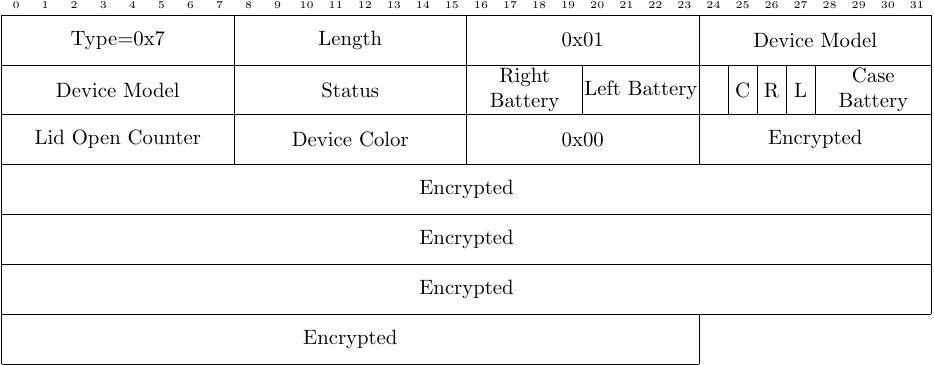 0 1 2 3 4 5 6 7 8 9 10 11 12 13 14 15 16 17 18 19 20 21 22 23 24 25 26 27 28 29 30 31
Type=0x7 Length 0x01 Device Model
Device Model Status Right Battery Left Battery C R L Case Battery
Lid Open Counter Device Color 0x00 Encrypted
Encrypted
Encrypted
Encrypted
Encrypted